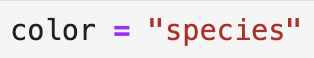 color = "species"